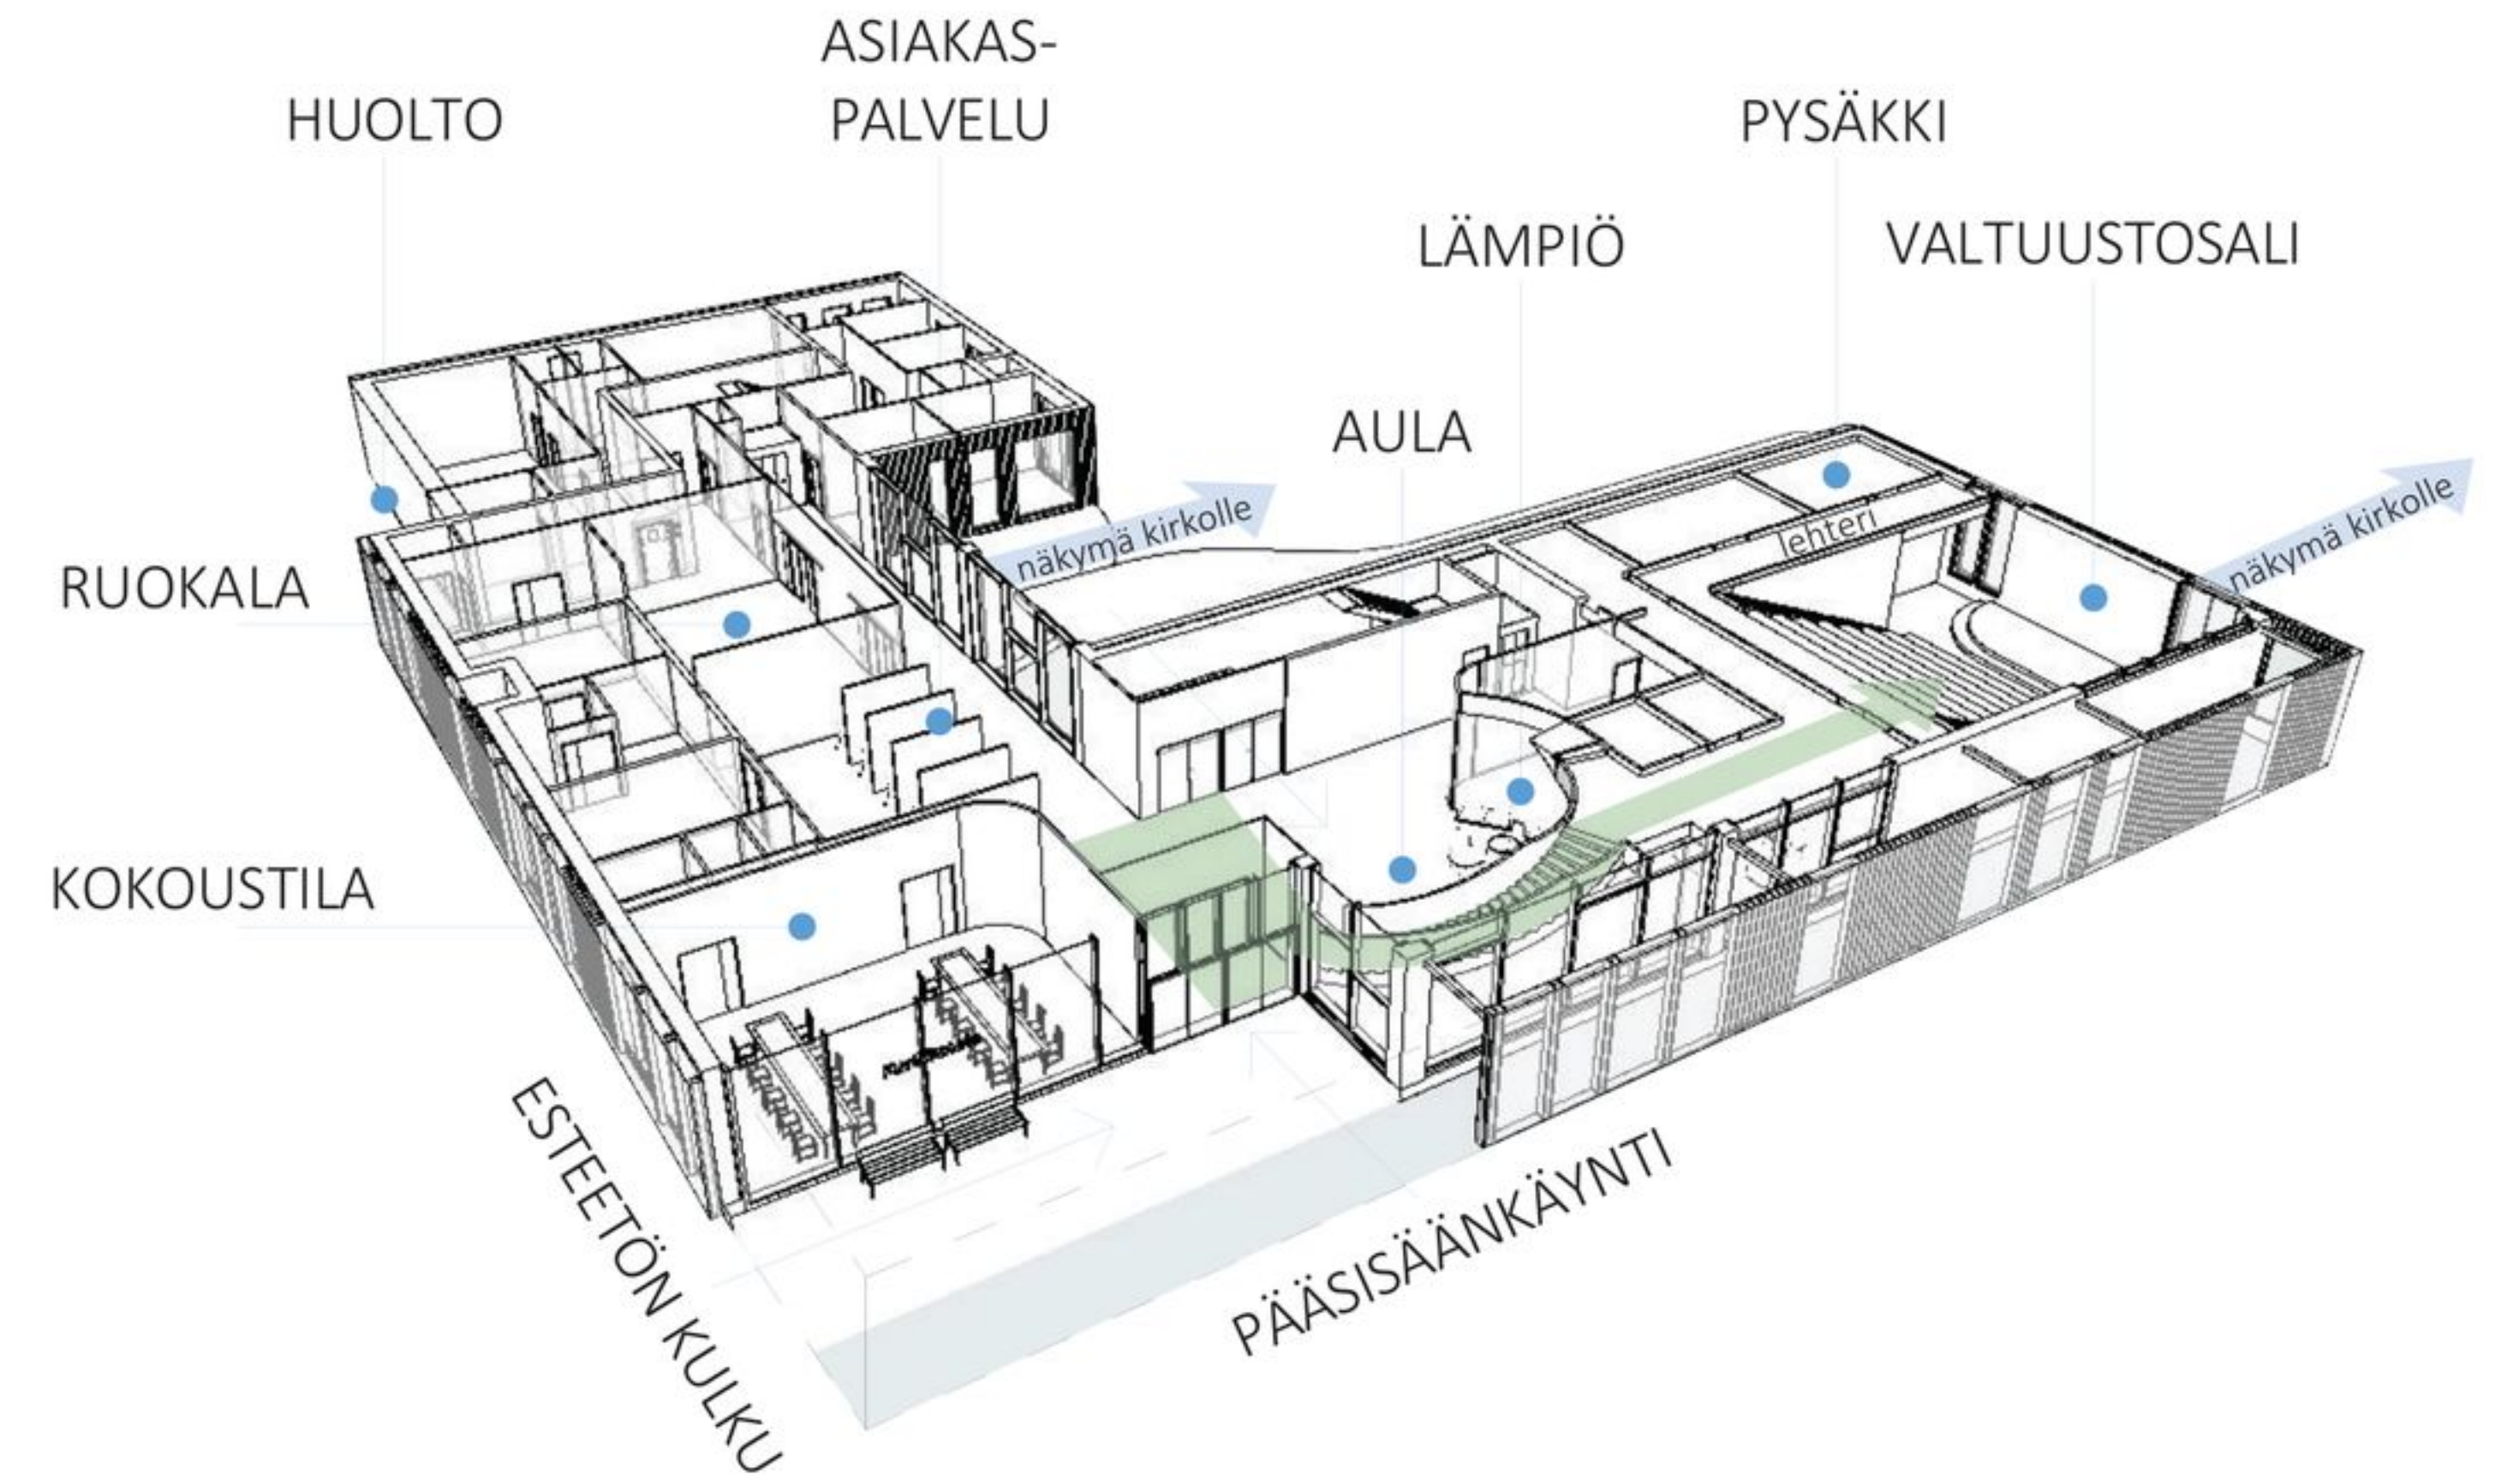 ASIAKAS-
PALVELU
HUOLTO
PYSÄKKI
LÄMPIÖ
VALTUUSTOSALI
AULA
näkymä kirkolle
lehteri
näkymä kirkolle
RUOKALA
KOKOUSTILA
ESTEETÖN KULKU
PÄÄSISÄÄNKÄYNTI